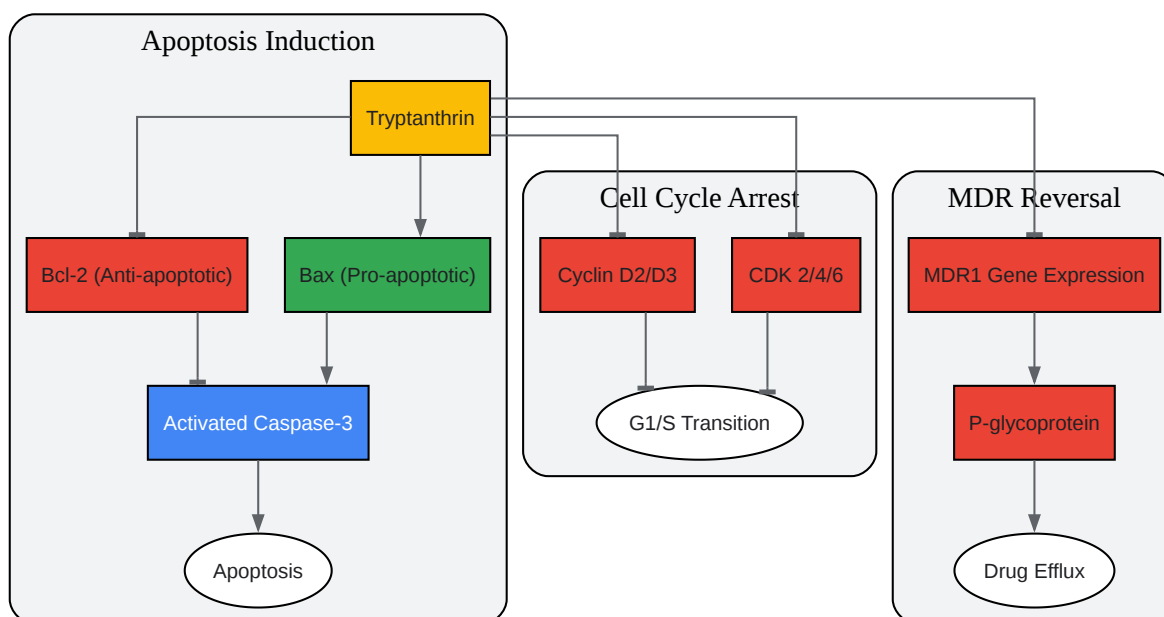 Apoptosis Induction
Tryptanthrin
Cell Cycle Arrest
MDR Reversal
Bcl-2 (Anti-apoptotic)
Bax (Pro-apoptotic)
Cyclin D2/D3
CDK 2/4/6
MDR1 Gene Expression
Activated Caspase-3
G1/S Transition
P-glycoprotein
Apoptosis
Drug Efflux